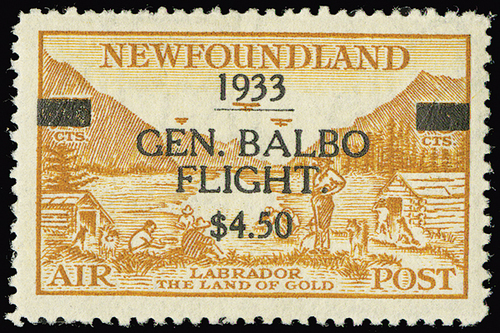 NEWFOUNDLAND
1933
CTS. CTS.
GEN. BALBO
FLIGHT.
$4.50
AIR POST
LABRADOR
THE LAND OF GOLD